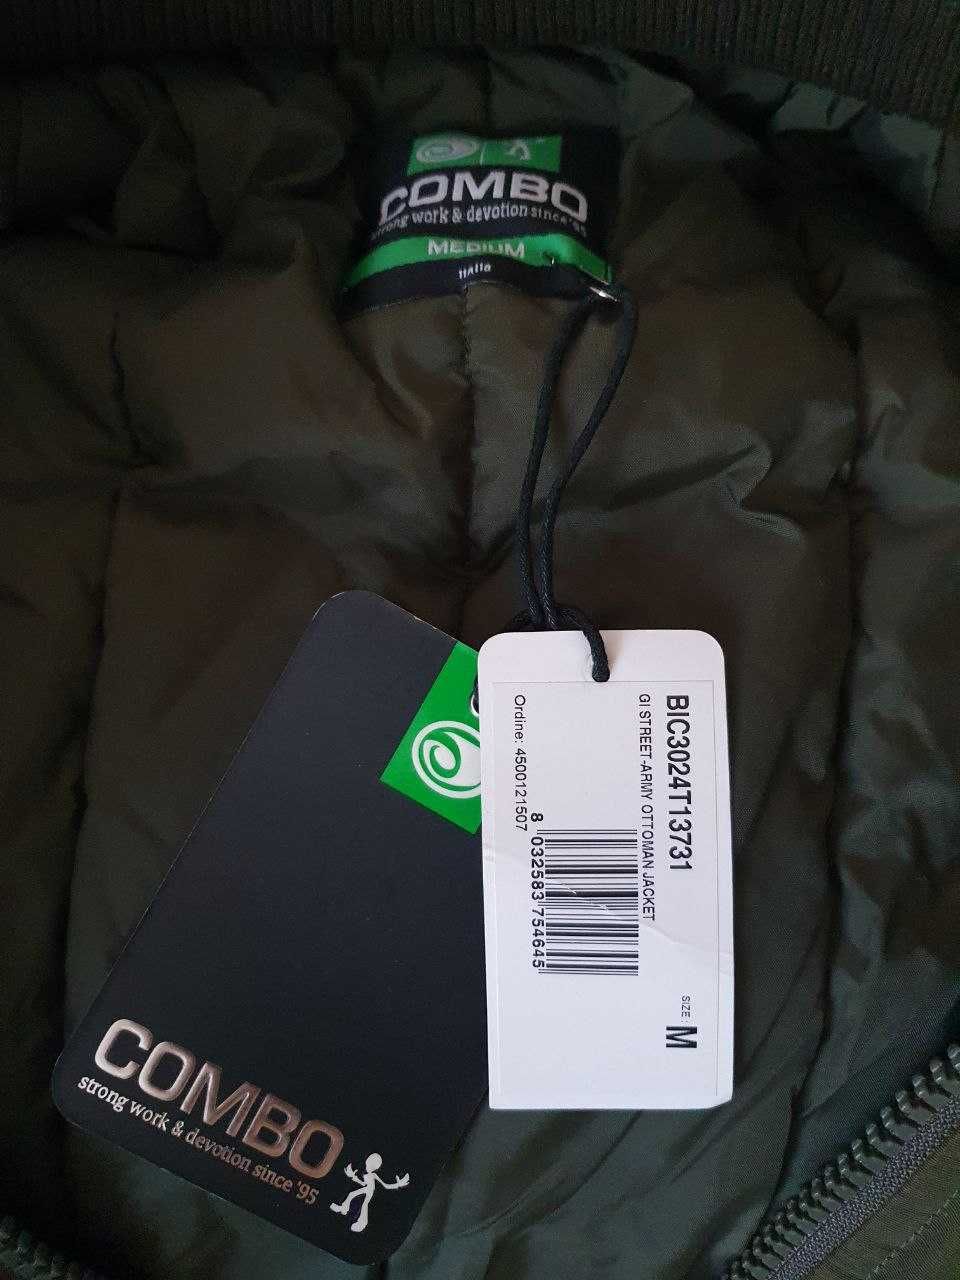 COMBO
strong work & devotion since '95
MEDIUM
italia
BIC3024T13731
GI STREET-ARMY OTTOMAN JACKET
SIZE : M
8 032583 754645
Ordine: 4500121507
COMBO
strong work & devotion since '95